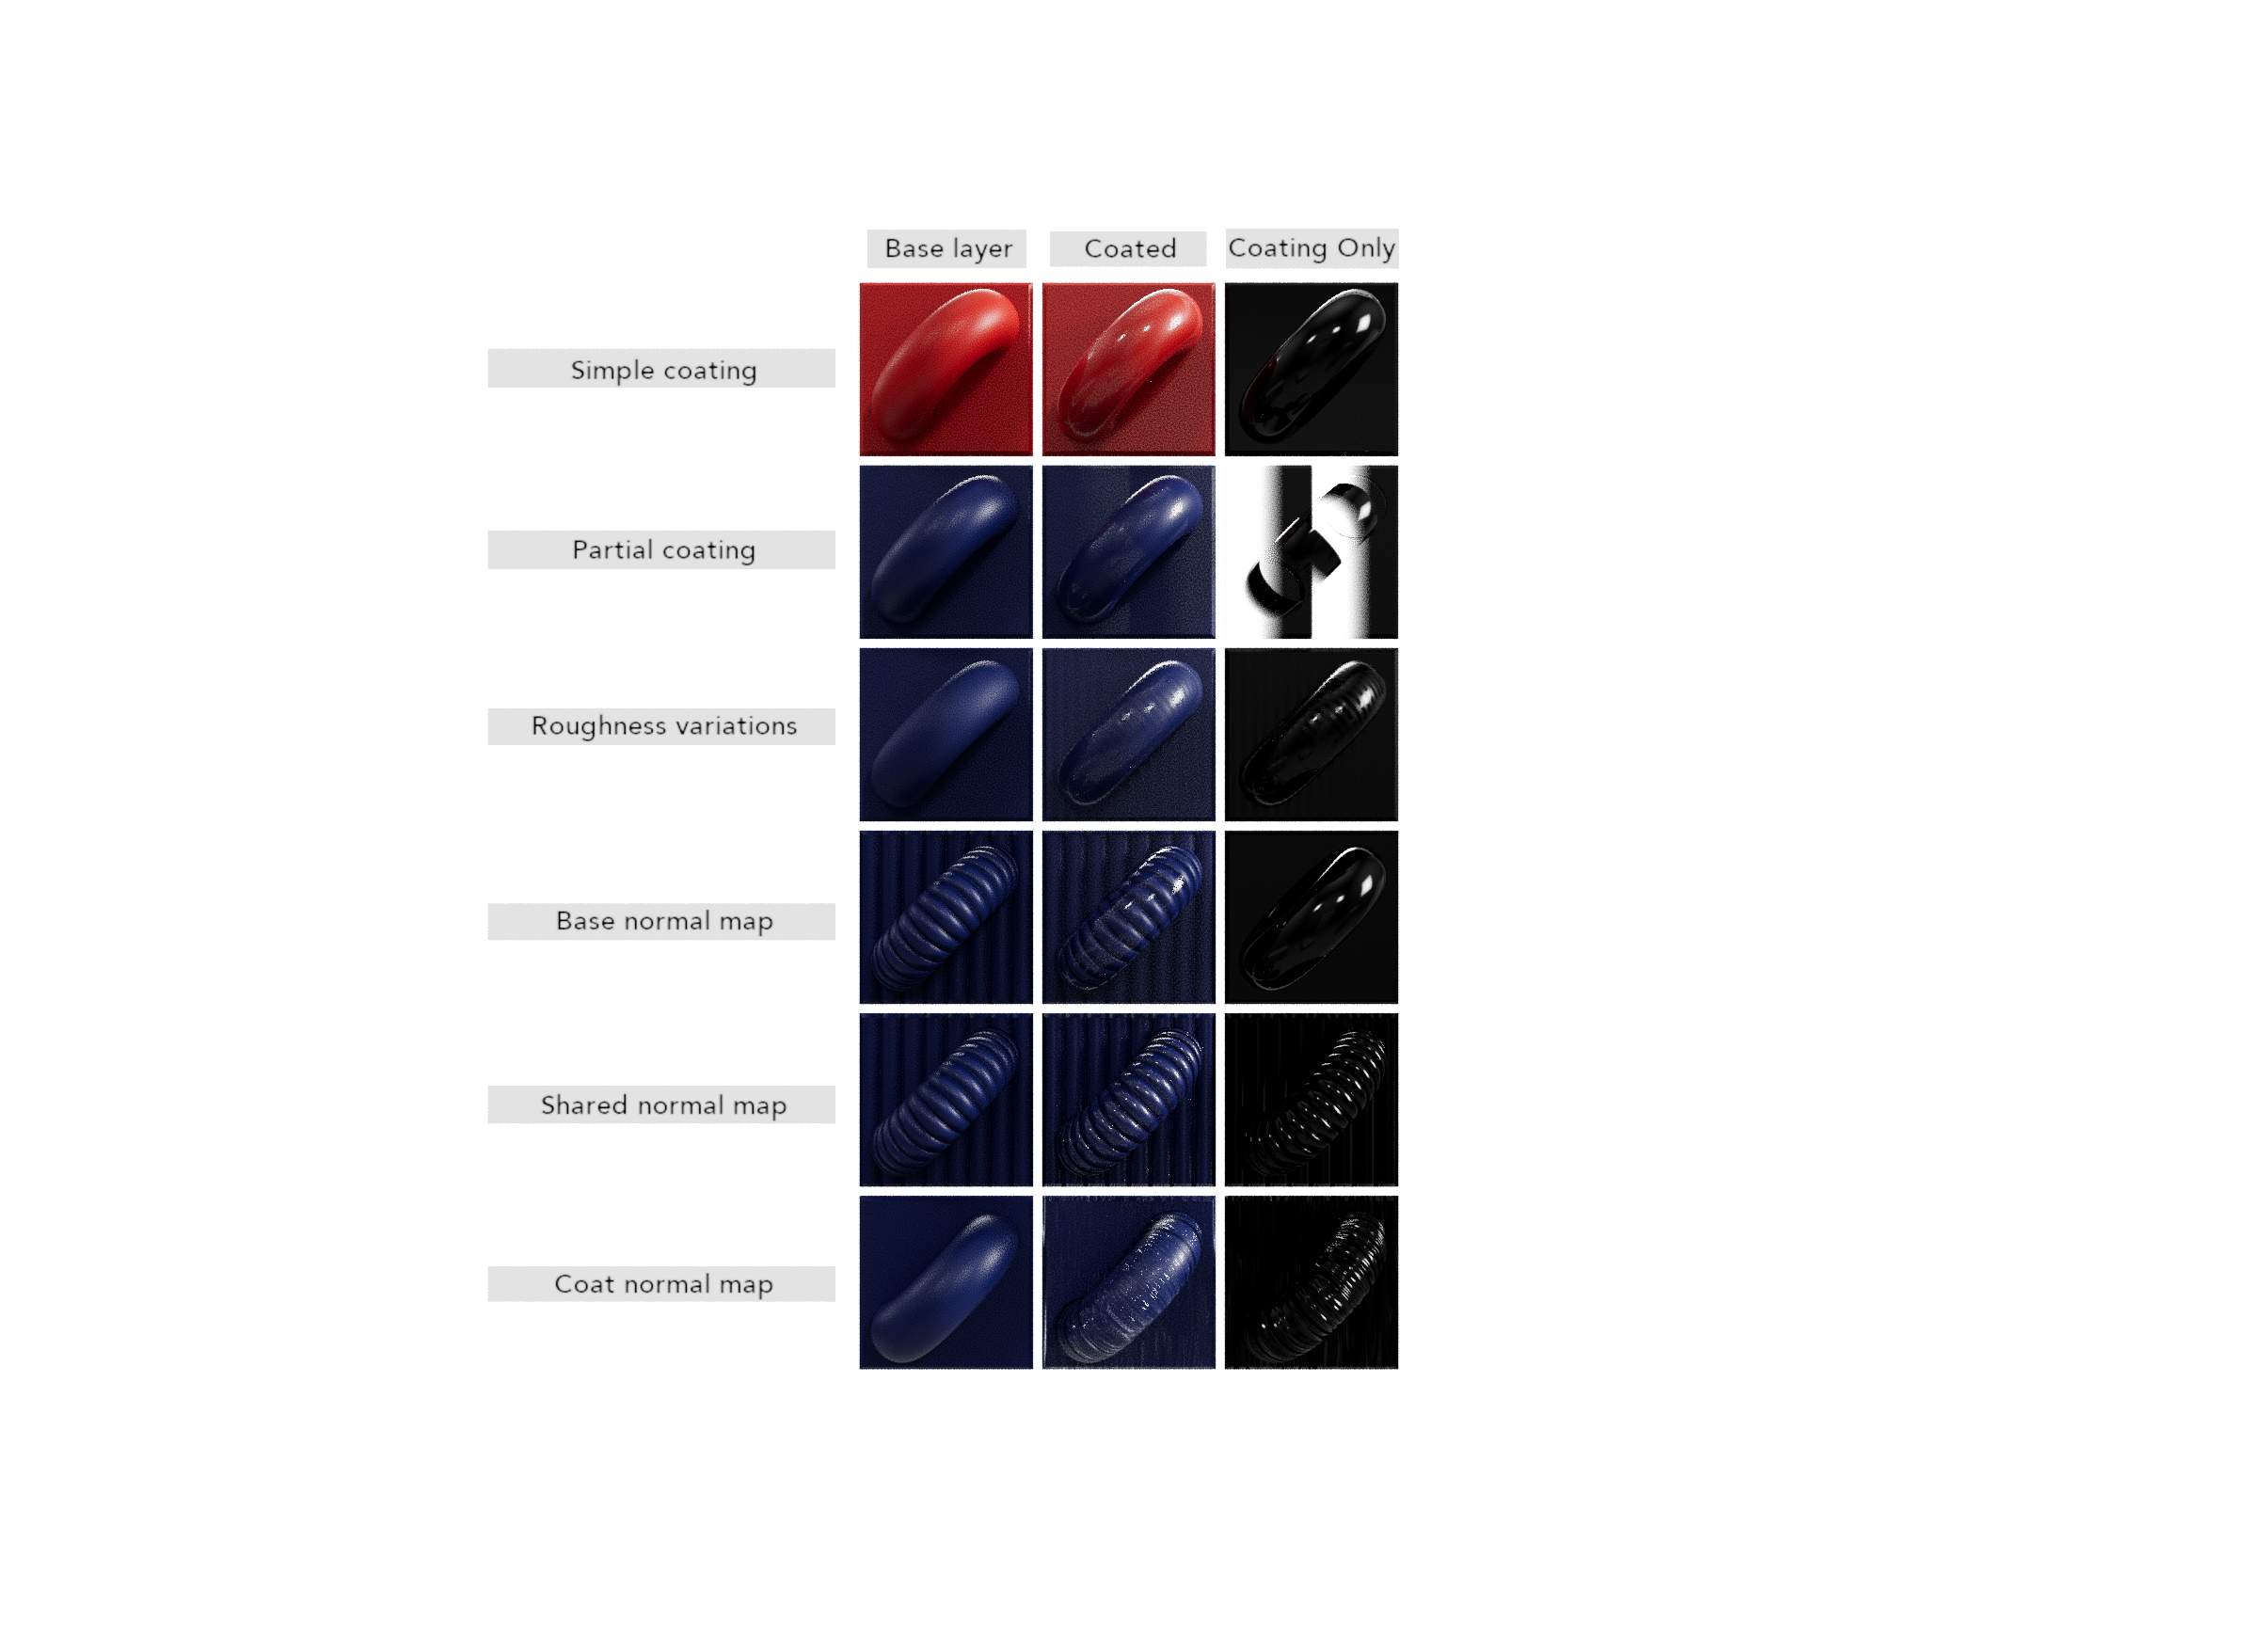 Base layer
Coated
Coating Only
Simple coating
Partial coating
Roughness variations
Base normal map
Shared normal map
Coat normal map